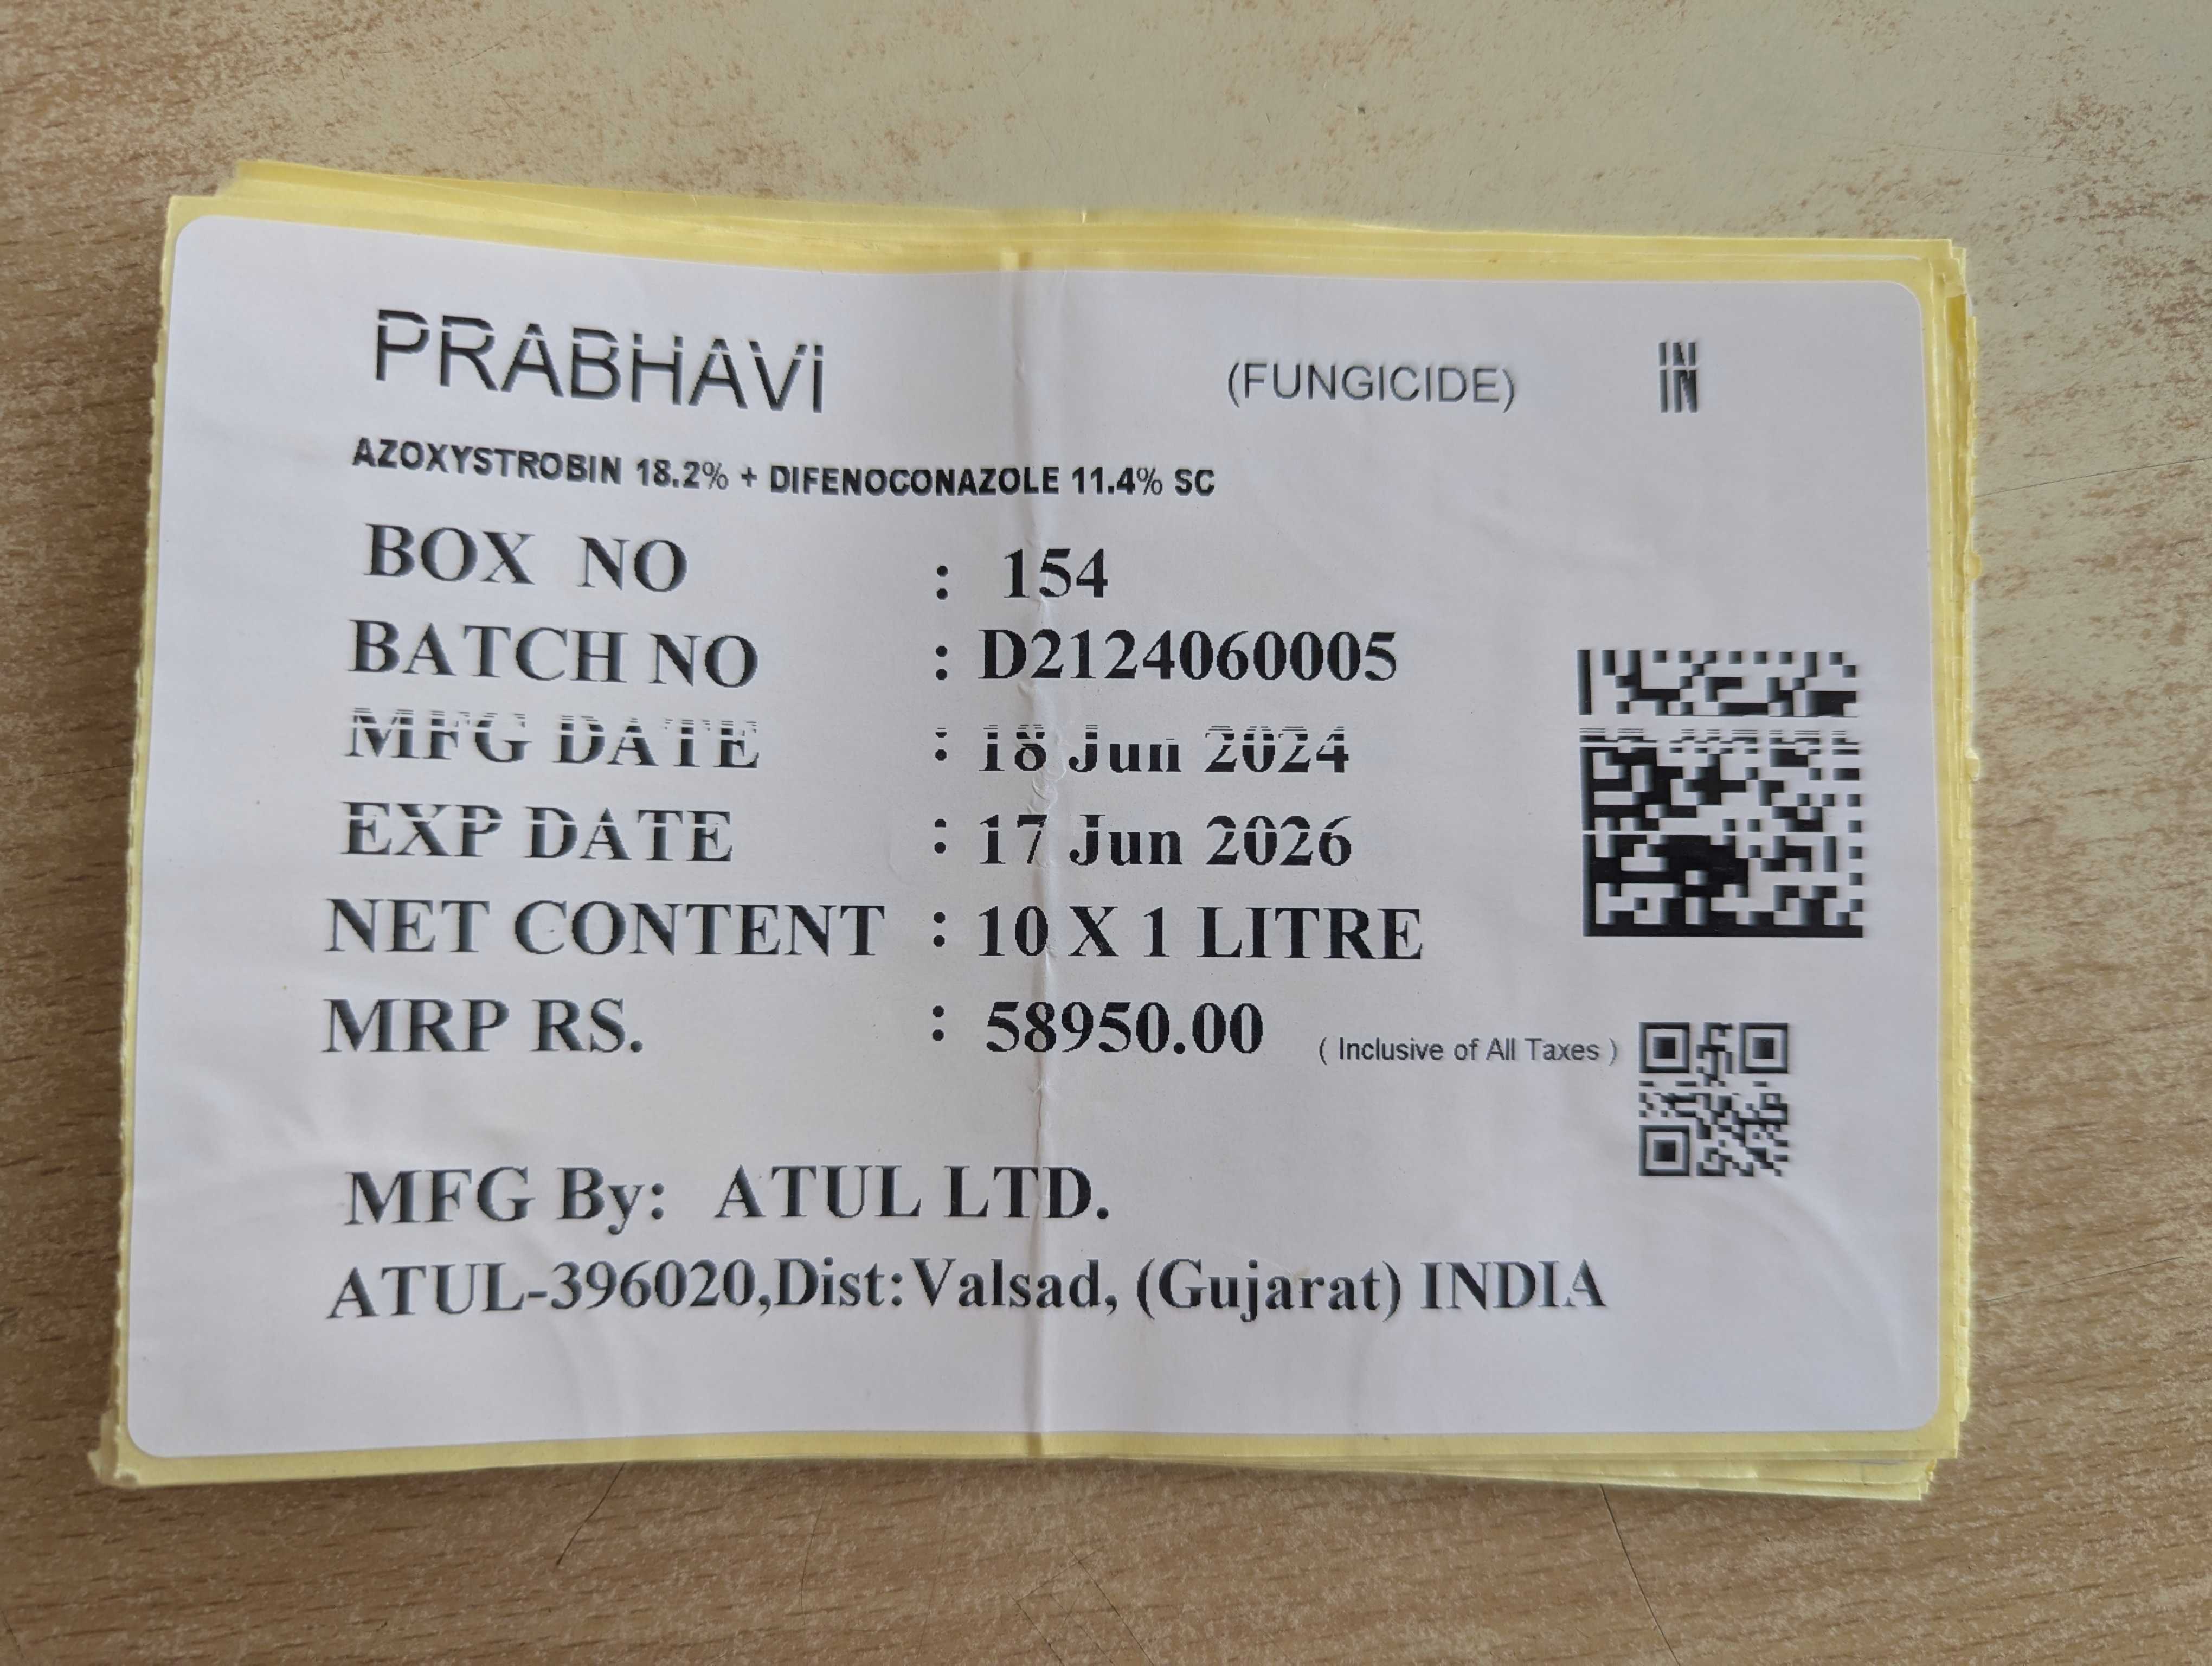 PRABHAVI (FUNGICIDE) IN
AZOXYSTROBIN 18.2% + DIFENOCONAZOLE 11.4% SC
BOX NO : 154
BATCH NO : D2124060005
MFG DATE : 18 Jun 2024
EXP DATE : 17 Jun 2026
NET CONTENT : 10 X 1 LITRE
MRP RS. : 58950.00 ( Inclusive of All Taxes )
MFG By: ATUL LTD.
ATUL-396020,Dist:Valsad, (Gujarat) INDIA